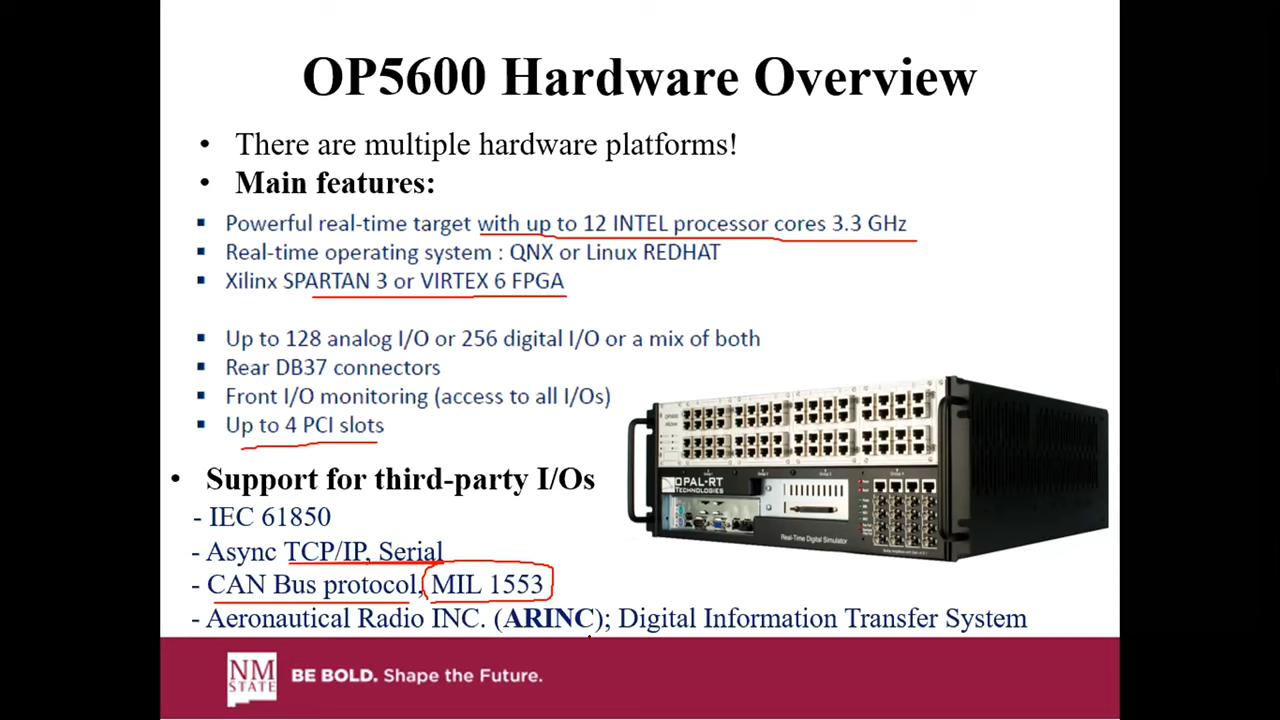 OP5600 Hardware Overview
• There are multiple hardware platforms!
• Main features:
▪ Powerful real-time target with up to 12 INTEL processor cores 3.3 GHz
▪ Real-time operating system : QNX or Linux REDHAT
▪ Xilinx SPARTAN 3 or VIRTEX 6 FPGA
▪ Up to 128 analog I/O or 256 digital I/O or a mix of both
▪ Rear DB37 connectors
▪ Front I/O monitoring (access to all I/Os)
▪ Up to 4 PCI slots
• Support for third-party I/Os
- IEC 61850
- Async TCP/IP, Serial
- CAN Bus protocol, MIL 1553
- Aeronautical Radio INC. (ARINC); Digital Information Transfer System
OPAL-RT
TECHNOLOGIES
Real-Time Digital Simulator
NM
STATE
BE BOLD. Shape the Future.